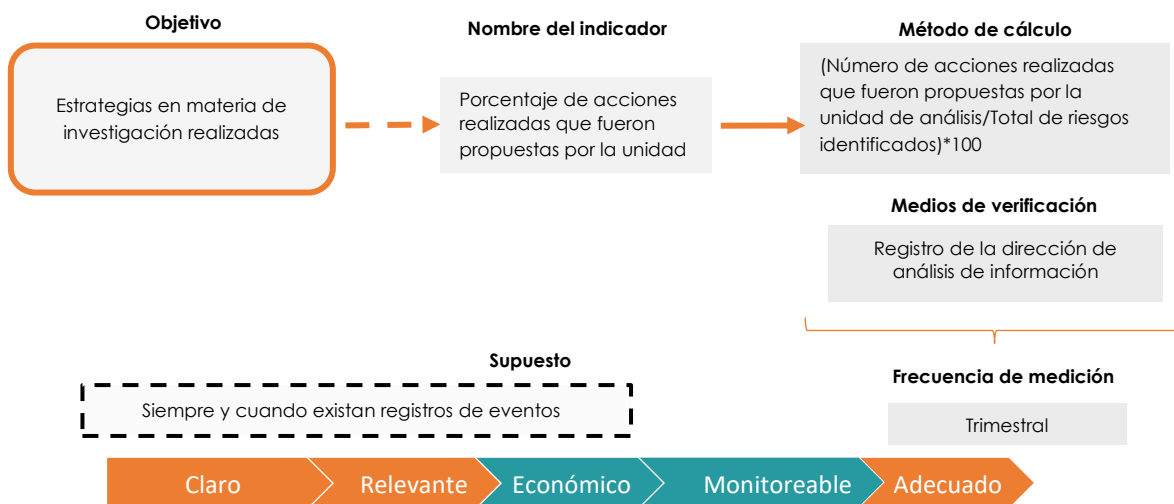 Objetivo
Estrategias en materia de
investigación realizadas
Nombre del indicador
Porcentaje de acciones
realizadas que fueron
propuestas por la unidad
Método de cálculo
(Número de acciones realizadas
que fueron propuestas por la
unidad de análisis/Total de riesgos
identificados)*100
Medios de verificación
Registro de la dirección de
análisis de información
Supuesto
Siempre y cuando existan registros de eventos
Frecuencia de medición
Trimestral
Claro
Relevante
Económico
Monitoreable
Adecuado